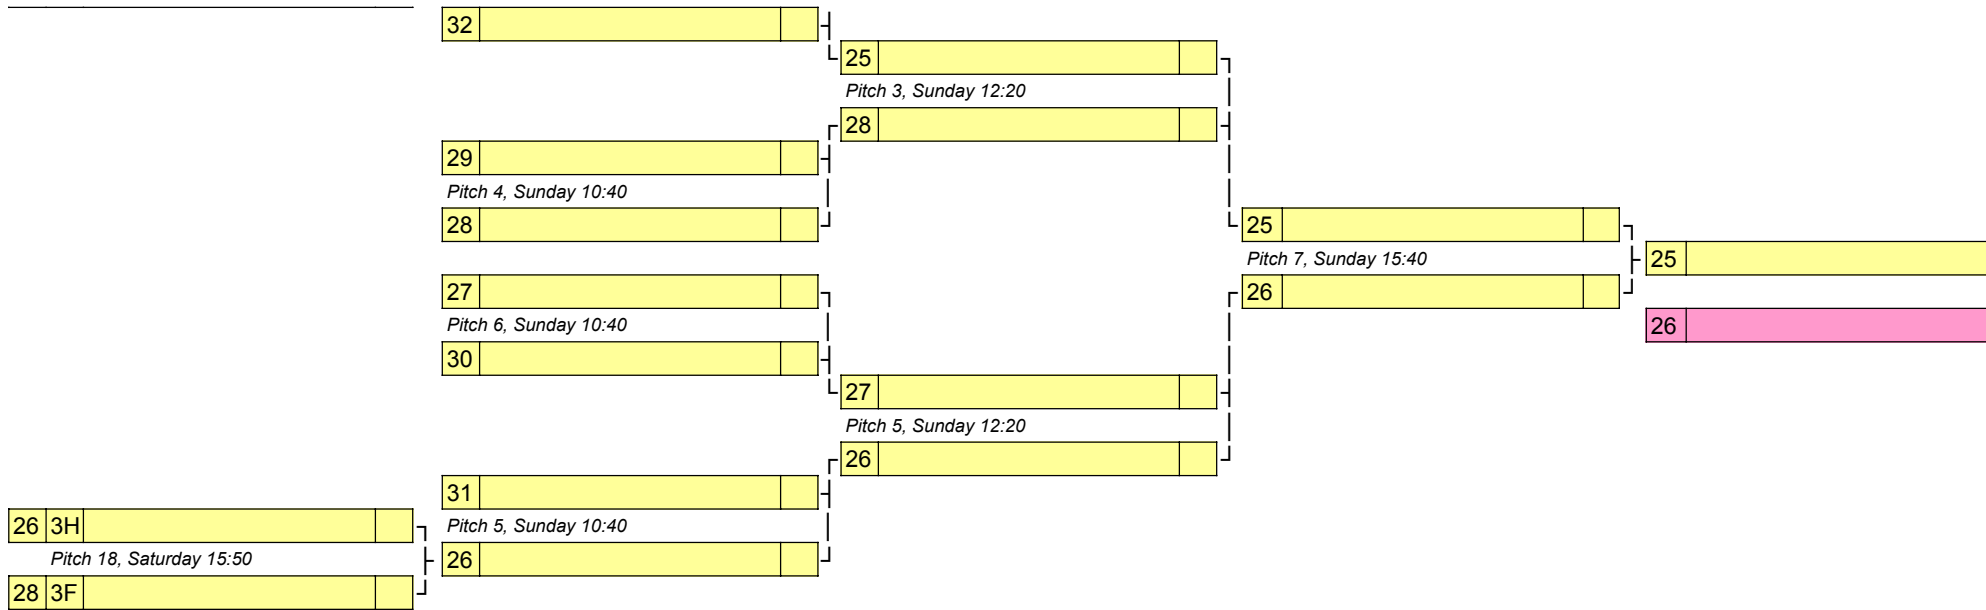 32
25
Pitch 3, Sunday 12:20
28
29
Pitch 4, Sunday 10:40
28
25
Pitch 7, Sunday 15:40
25
27
26
Pitch 6, Sunday 10:40
26
30
27
Pitch 5, Sunday 12:20
26
31
26 3H
Pitch 5, Sunday 10:40
Pitch 18, Saturday 15:50
26
28 3F